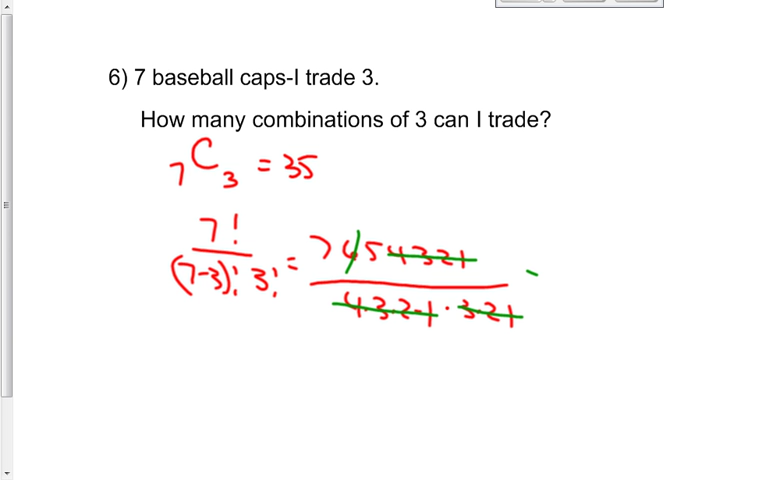 6) 7 baseball caps-I trade 3.
How many combinations of 3 can I trade?
7C3 = 35
7! / (7-3)! 3! = 7 6 5 4 3 2 1 / 4·3·2·1 · 3·2 1 =